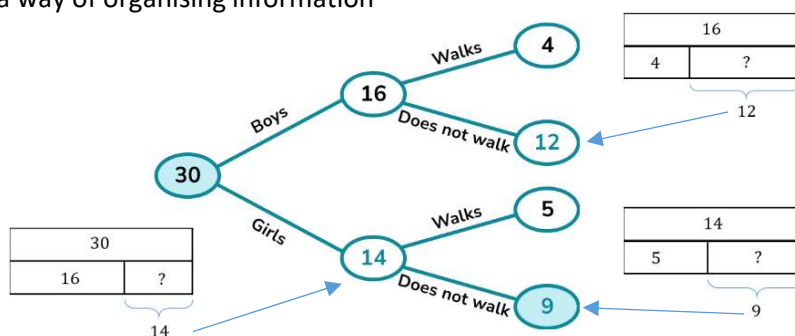 a way of organising information
Walks
4
16
Boys
Does not walk
12
30
Girls
Walks
5
14
Does not walk
9
16
4 ?
12
14
5 ?
9
30
16 ?
14